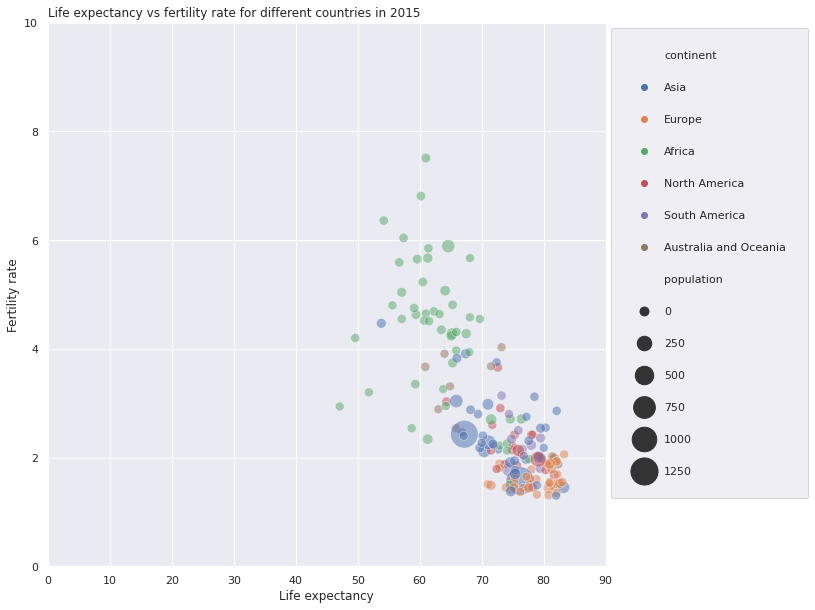 Life expectancy vs fertility rate for different countries in 2015
10
8
6
4
2
0
Fertility rate
0 10 20 30 40 50 60 70 80 90
Life expectancy
continent
Asia
Europe
Africa
North America
South America
Australia and Oceania
population
0
250
500
750
1000
1250